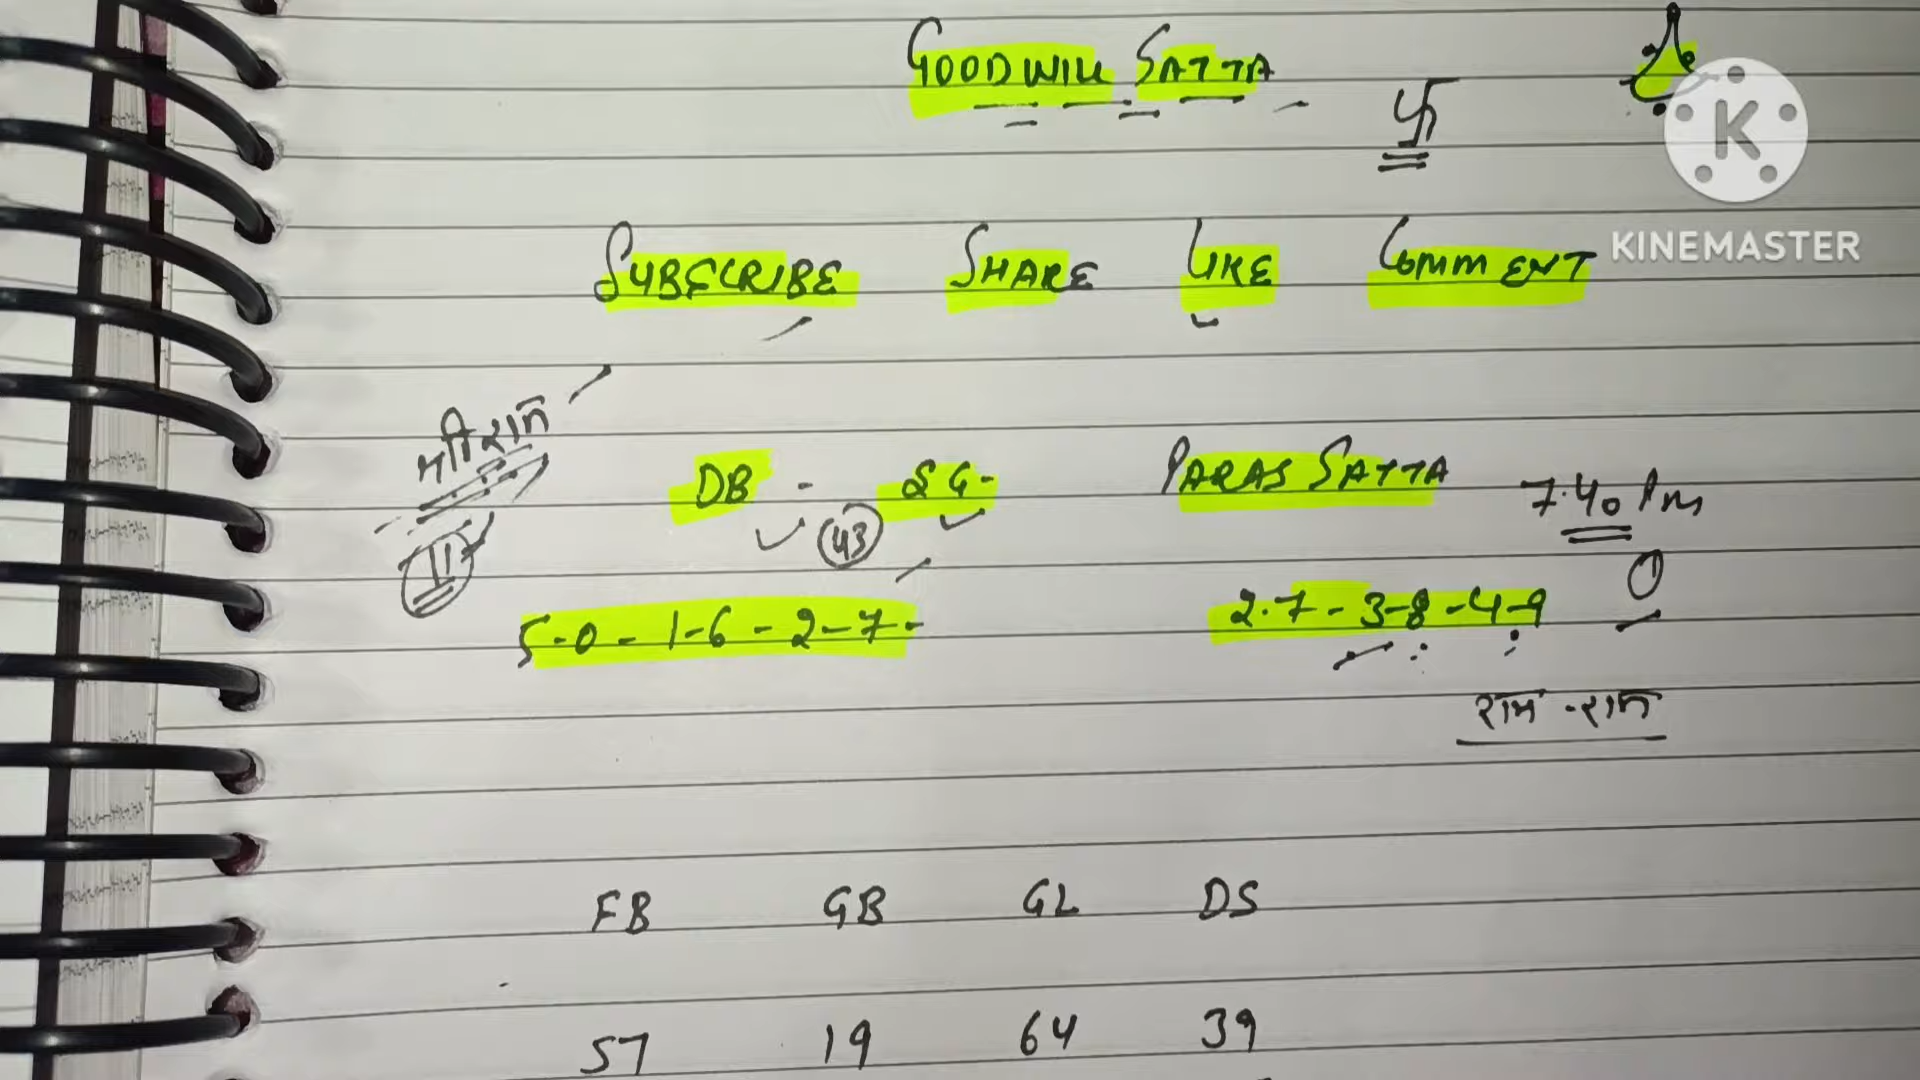 GOODWILL SATTA
KINEMASTER
SUBSCRIBE SHARE LIKE COMMENT
DB - SG - PARAS SATTA 7.40 PM
43
11
5-0-1-6-2-7- 2.7-3-8-4-9
राम -राम
FB GB GL DS
57 19 64 39